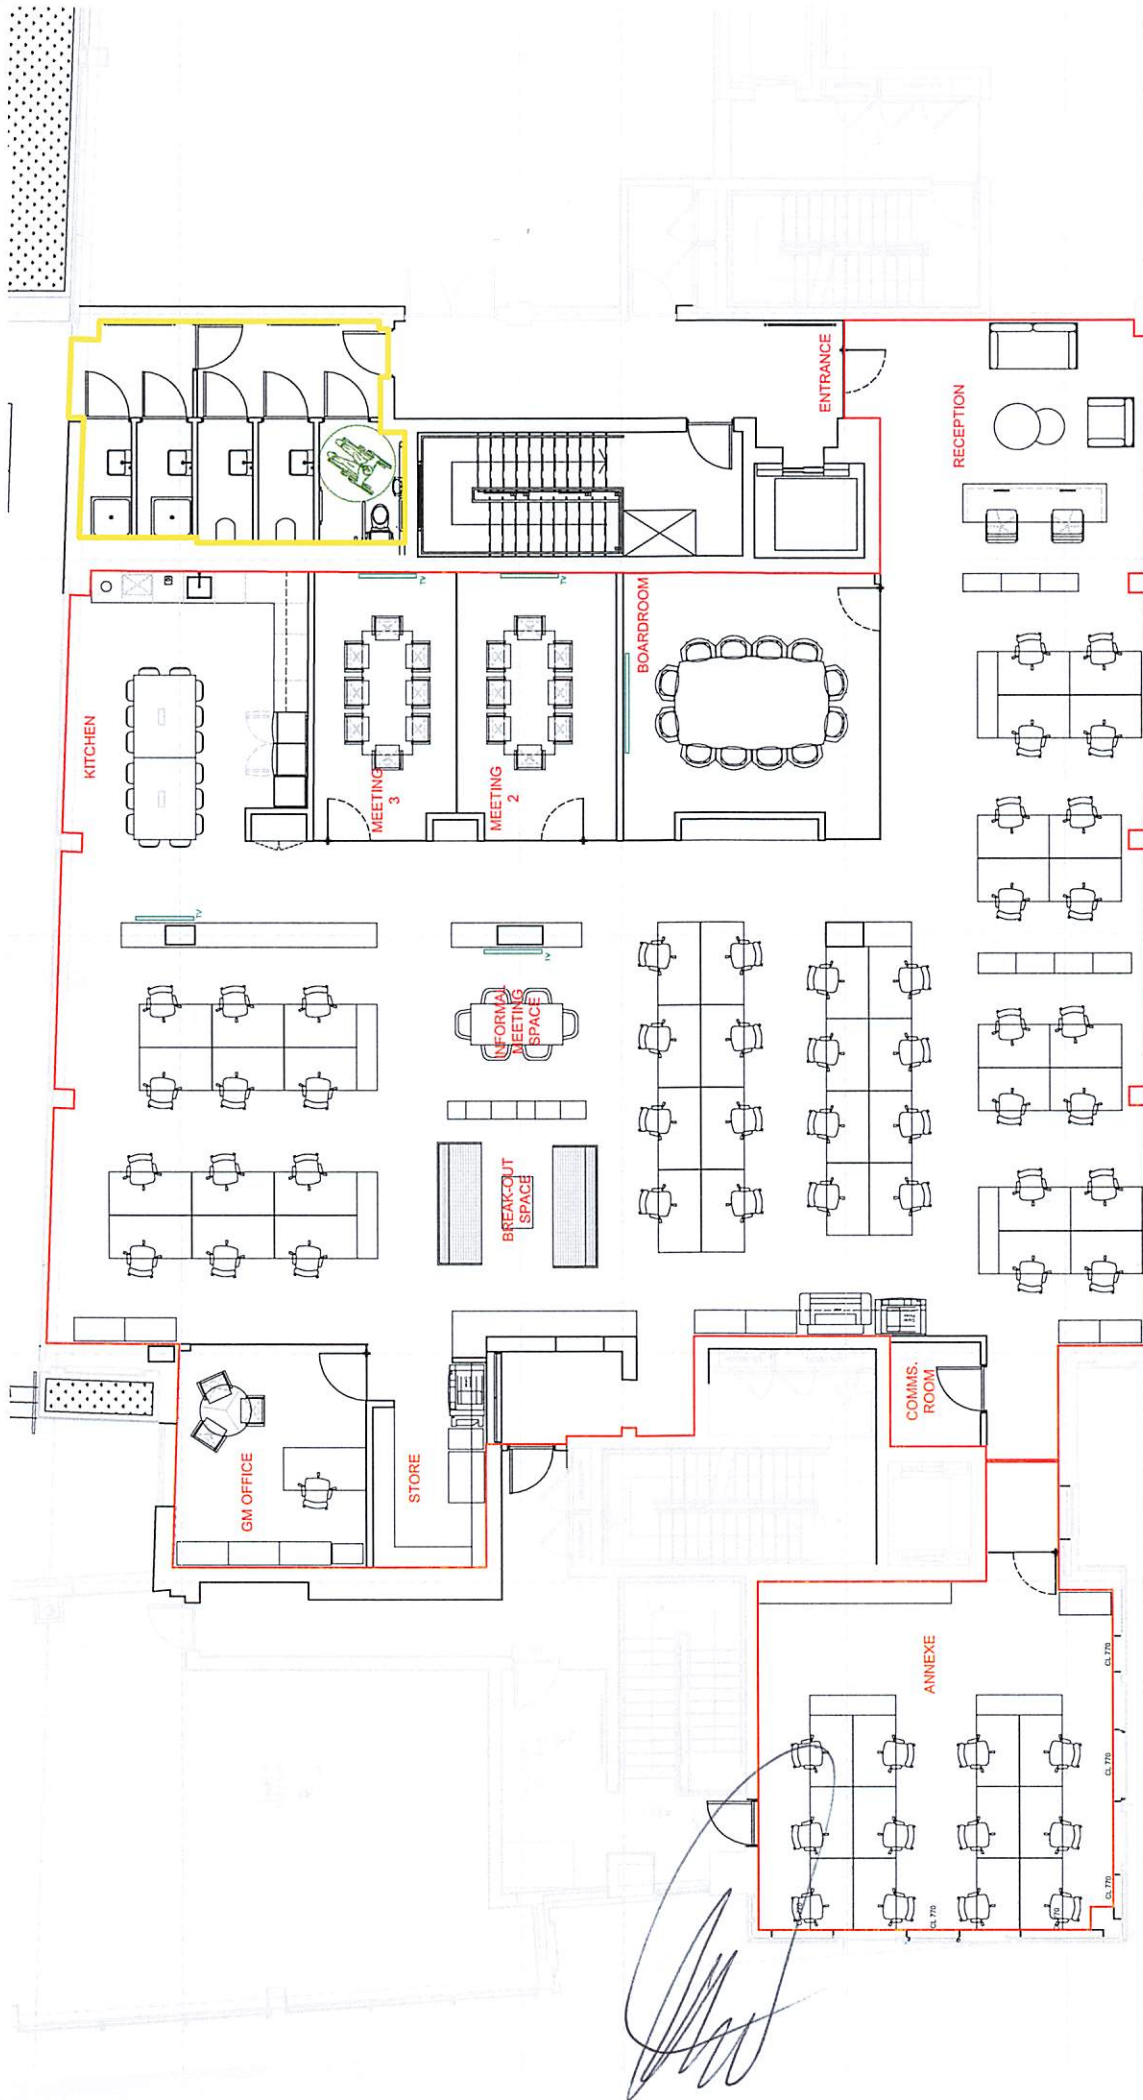 ENTRANCE
RECEPTION
KITCHEN
MEETING
3
MEETING
2
BOARDROOM
TV
TV
TV
TV
INFORMAL
MEETING
SPACE
BREAK-OUT
SPACE
GM OFFICE
STORE
COMMS.
ROOM
ANNEXE
CL 770
CL 770
CL 770
CL 770